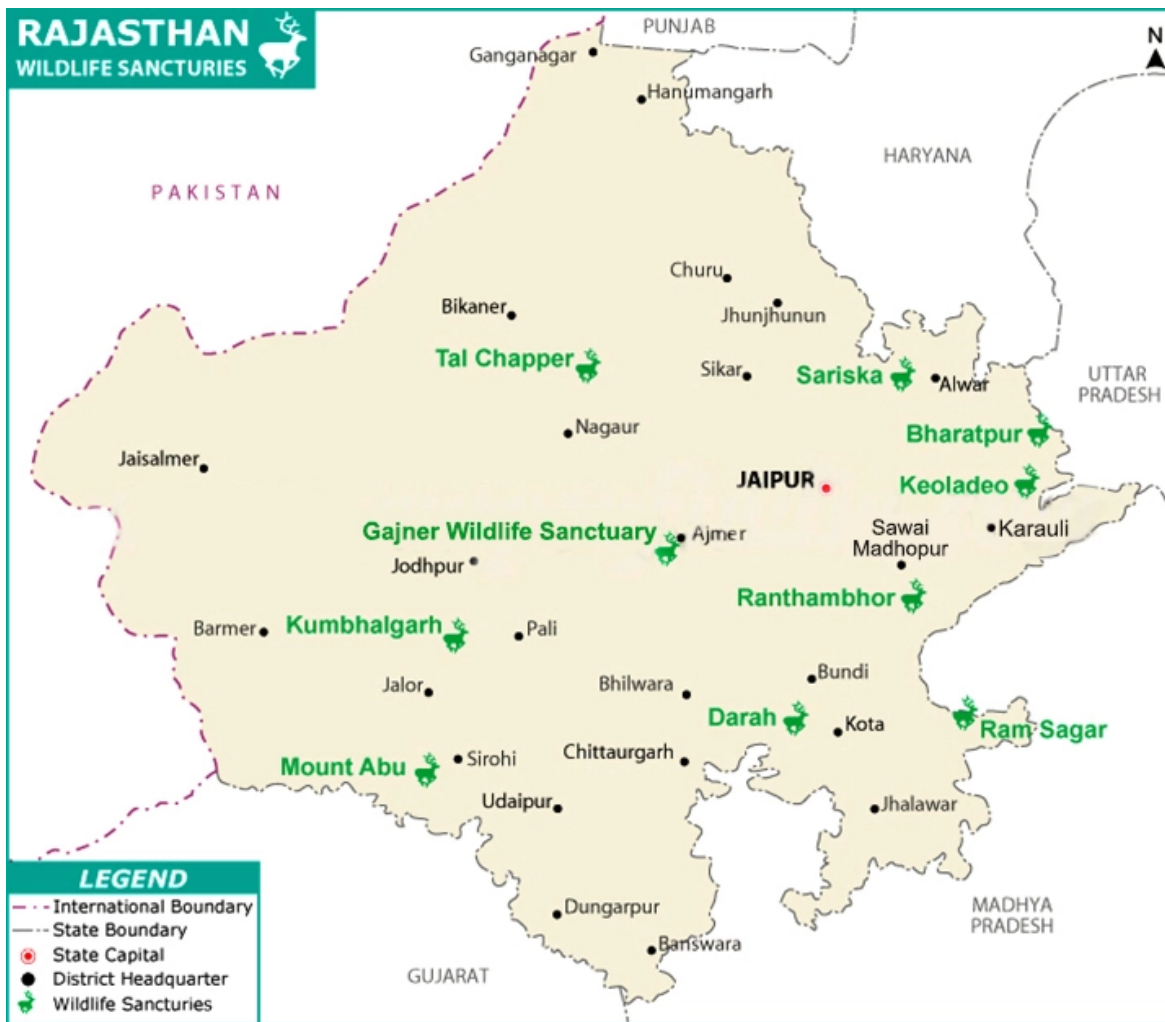 RAJASTHAN
WILDLIFE SANCTURIES
PUNJAB
N
Ganganagar
Hanumangarh
HARYANA
PAKISTAN
Churu
Bikaner
Jhunjhunun
Tal Chapper
Sikar
Sariska
Alwar
UTTAR
PRADESH
Nagaur
Bharatpur
Jaisalmer
JAIPUR
Keoladeo
Gajner Wildlife Sanctuary
Ajmer
Sawai
Madhopur
Karauli
Jodhpur
Ranthambhor
Barmer
Kumbhalgarh
Pali
Jalor
Bhilwara
Bundi
Darah
Kota
Ram Sagar
Mount Abu
Sirohi
Chittaurgarh
Udaipur
Jhalawar
Dungarpur
MADHYA
PRADESH
Banswara
GUJARAT
LEGEND
International Boundary
State Boundary
State Capital
District Headquarter
Wildlife Sancturies